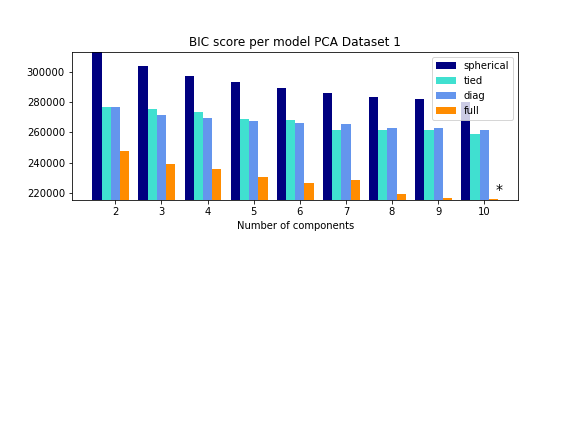 BIC score per model PCA Dataset 1
300000
280000
260000
240000
220000
spherical
tied
diag
full
*
2 3 4 5 6 7 8 9 10
Number of components